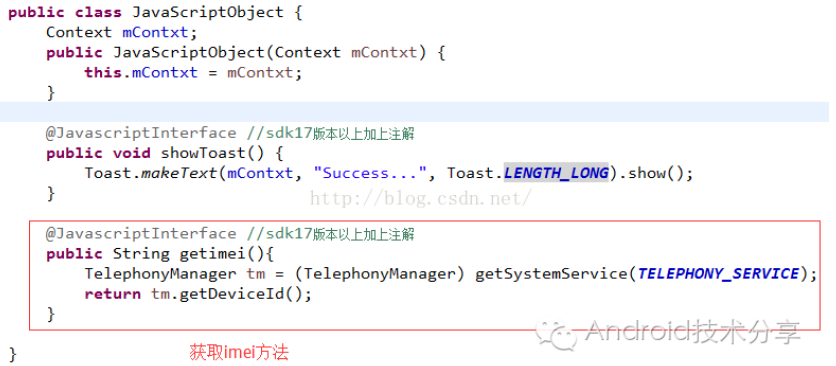 public class JavaScriptObject {
Context mContxt;
public JavaScriptObject(Context mContxt) {
this.mContxt = mContxt;
}
@JavascriptInterface //sdk17版本以上加上注解
public void showToast() {
Toast.makeText(mContxt, "Success...", Toast.LENGTH_LONG).show();
}
http://blog.csdn.net/
@JavascriptInterface //sdk17版本以上加上注解
public String getimei(){
TelephonyManager tm = (TelephonyManager) getSystemService(TELEPHONY_SERVICE);
return tm.getDeviceId();
}
Android技术分享
}
获取imei方法